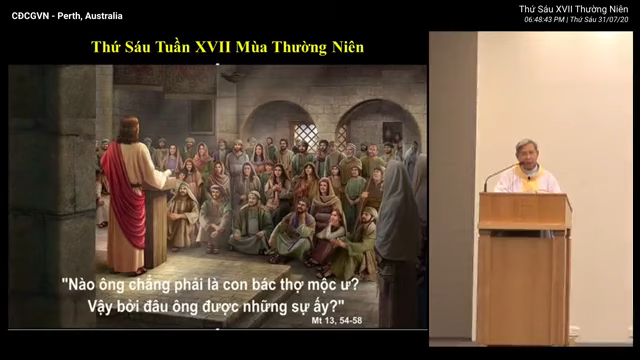 CĐCGVN - Perth, Australia
Thứ Sáu XVII Thường Niên
06:48:43 PM | Thứ Sáu 31/07/20
Thứ Sáu Tuần XVII Mùa Thường Niên
"Nào ông chẳng phải là con bác thợ mộc ư?
Vậy bởi đâu ông được những sự ấy?"
Mt 13, 54-58